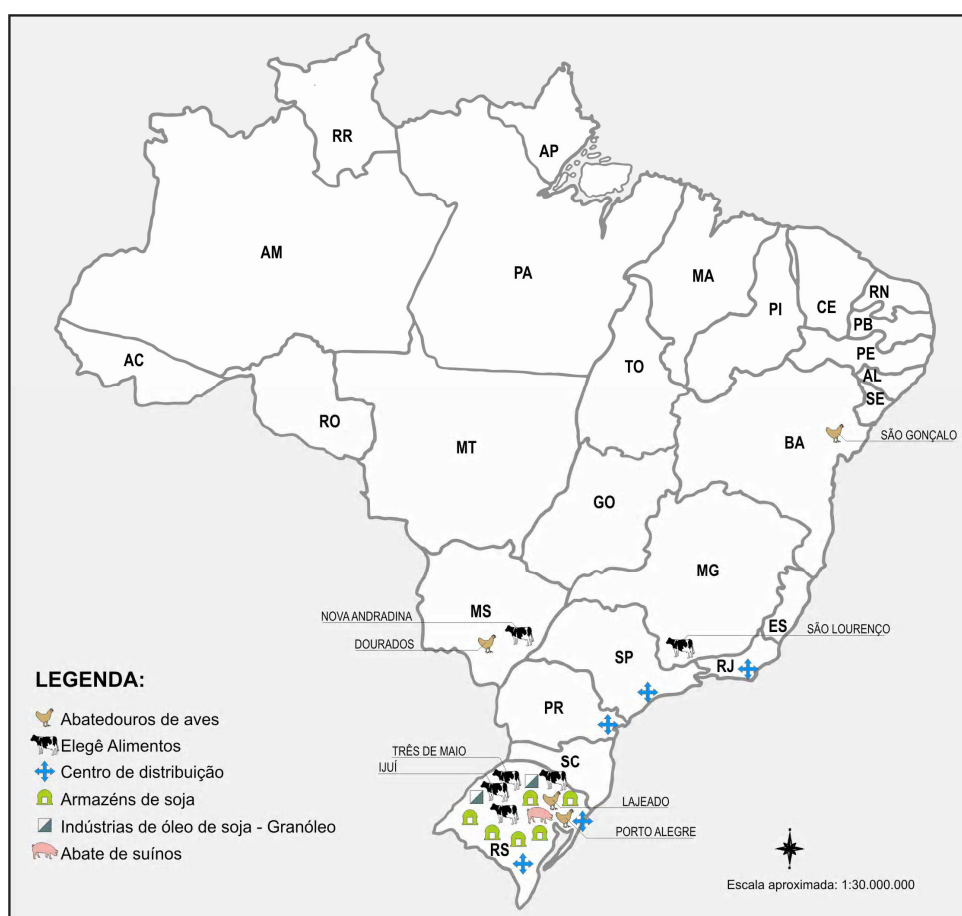 RR
AP
AM
PA
MA
CE
RN
PI
PB
PE
AC
TO
AL
SE
RO
BA
SÃO GONÇALO
MT
GO
MG
NOVA ANDRADINA
MS
ES
SÃO LOURENÇO
DOURADOS
SP
RJ
PR
TRÊS DE MAIO
SC
IJUÍ
LAJEADO
PORTO ALEGRE
RS
LEGENDA:
Abatedouros de aves
Elegê Alimentos
Centro de distribuição
Armazéns de soja
Indústrias de óleo de soja - Granóleo
Abate de suínos
Escala aproximada: 1:30.000.000